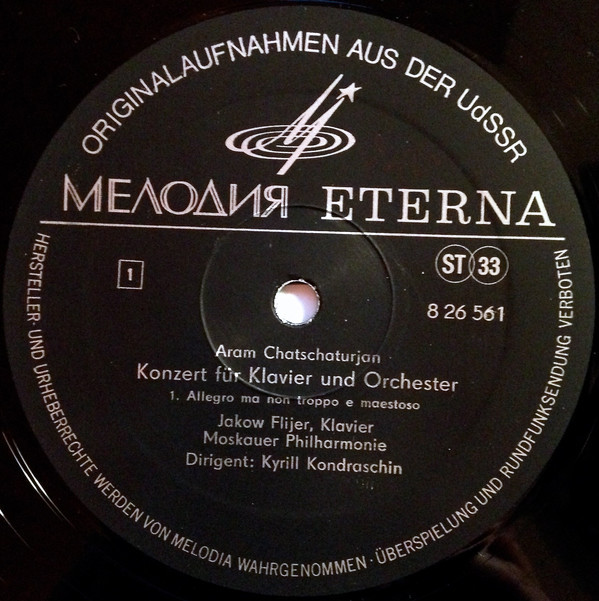 ORIGINALAUFNAHMEN AUS DER UdSSR
МЕЛОДИЯ ETERNA
1
ST 33
8 26 561
Aram Chatschaturjan
Konzert für Klavier und Orchester
1. Allegro ma non troppo e maestoso
Jakow Flijer, Klavier
Moskauer Philharmonie
Dirigent: Kyrill Kondraschin
HERSTELLER- UND URHEBERRECHTE WERDEN VON MELODIA WAHRGENOMMEN · ÜBERSPIELUNG UND RUNDFUNKSENDUNG VERBOTEN